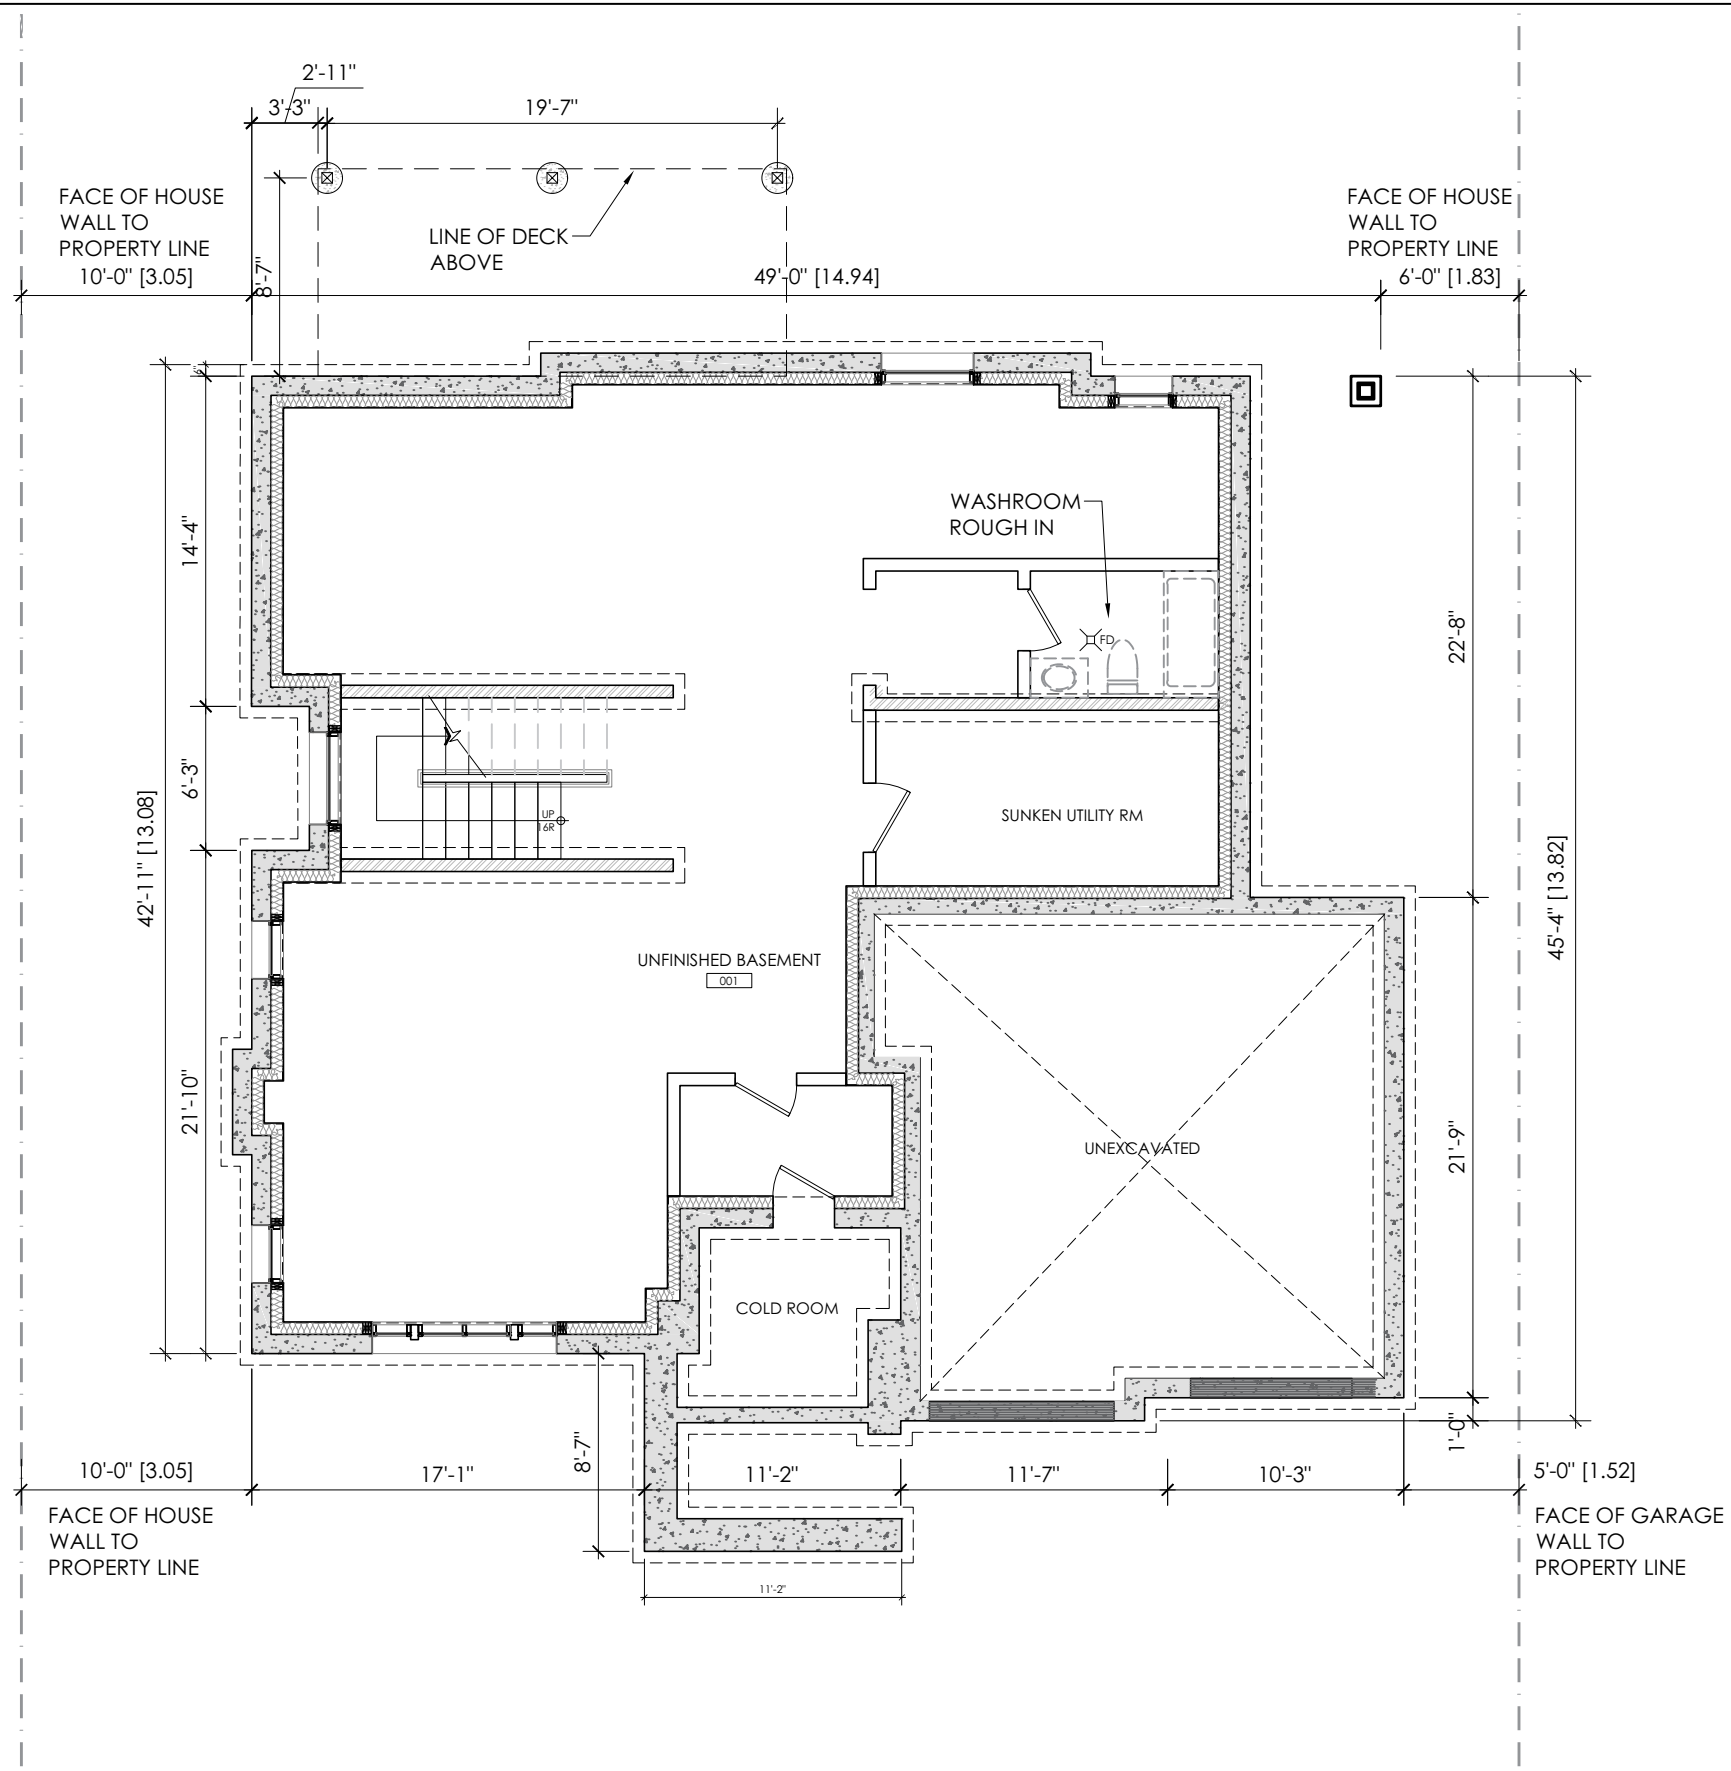 2'-11"
3'-3"
19'-7"
FACE OF HOUSE
WALL TO
PROPERTY LINE
10'-0" [3.05]
8'-7"
LINE OF DECK
ABOVE
49'-0" [14.94]
FACE OF HOUSE
WALL TO
PROPERTY LINE
6'-0" [1.83]
14'-4"
WASHROOM
ROUGH IN
FD
22'-8"
6'-3"
42'-11" [13.08]
UP
16R
SUNKEN UTILITY RM
45'-4" [13.82]
UNFINISHED BASEMENT
001
21'-10"
UNEXCAVATED
21'-9"
COLD ROOM
1'-0"
8'-7"
10'-0" [3.05]
17'-1"
11'-2"
11'-7"
10'-3"
5'-0" [1.52]
FACE OF HOUSE
WALL TO
PROPERTY LINE
FACE OF GARAGE
WALL TO
PROPERTY LINE
11'-2"